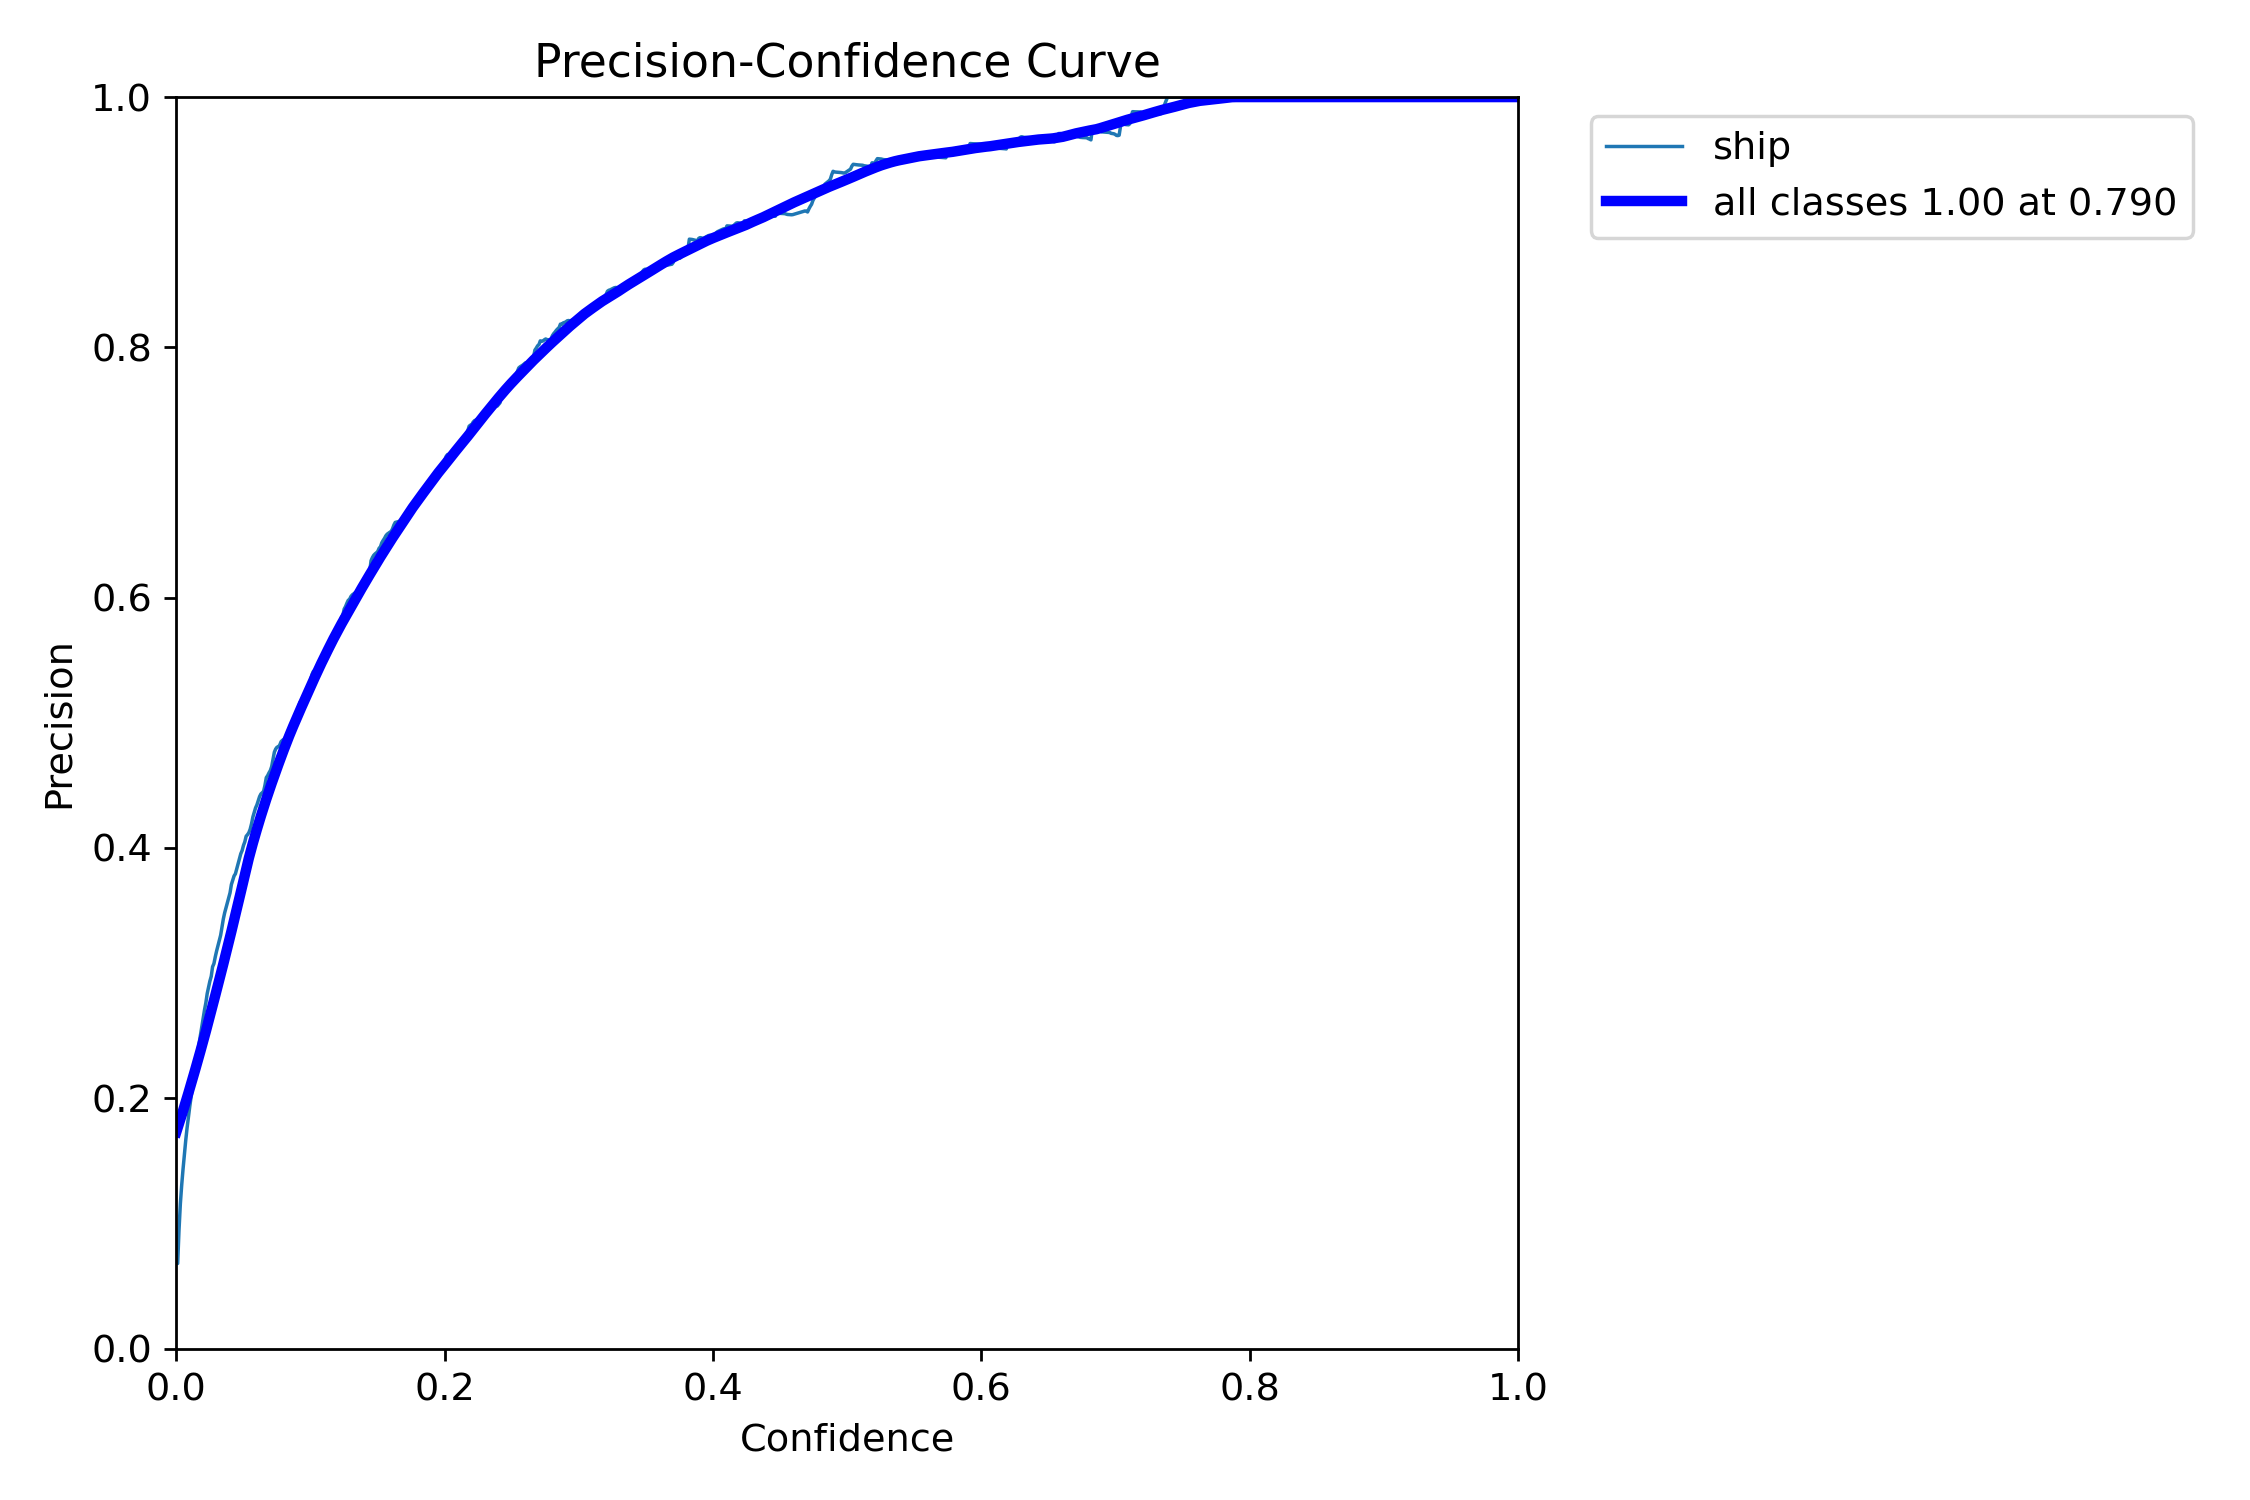 Precision-Confidence Curve
1.0
0.8
0.6
0.4
0.2
0.0
Precision
0.0 0.2 0.4 0.6 0.8 1.0
Confidence
ship
all classes 1.00 at 0.790